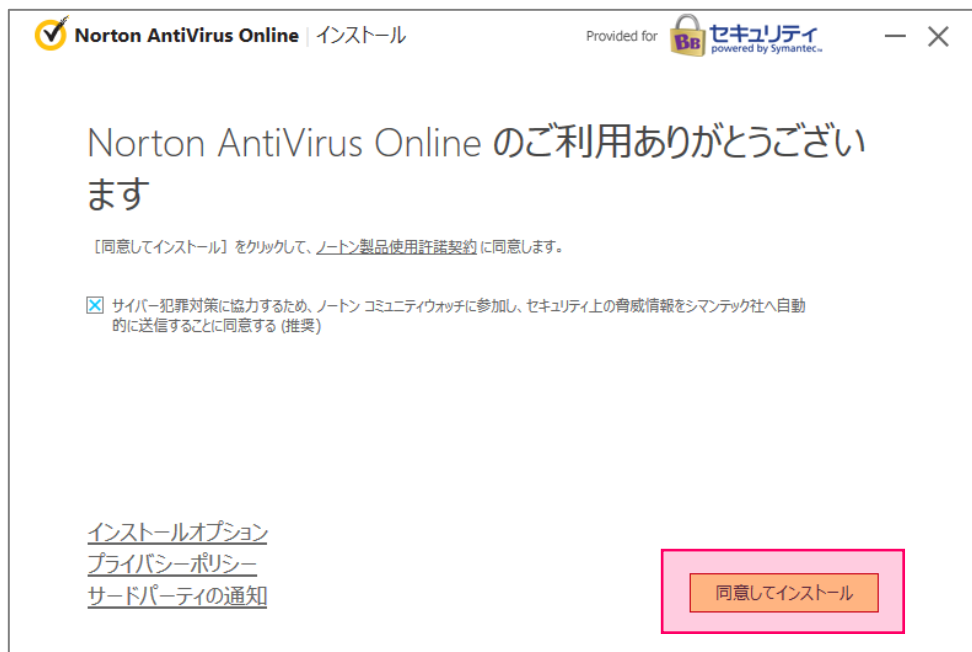 Norton AntiVirus Online インストール Provided for BB セキュリティ
powered by Symantec™
Norton AntiVirus Online のご利用ありがとうござい
ます
［同意してインストール］をクリックして、ノートン製品使用許諾契約 に同意します。
サイバー犯罪対策に協力するため、ノートン コミュニティウォッチに参加し、セキュリティ上の脅威情報をシマンテック社へ自動
的に送信することに同意する (推奨)
インストールオプション
プライバシーポリシー
サードパーティの通知
同意してインストール